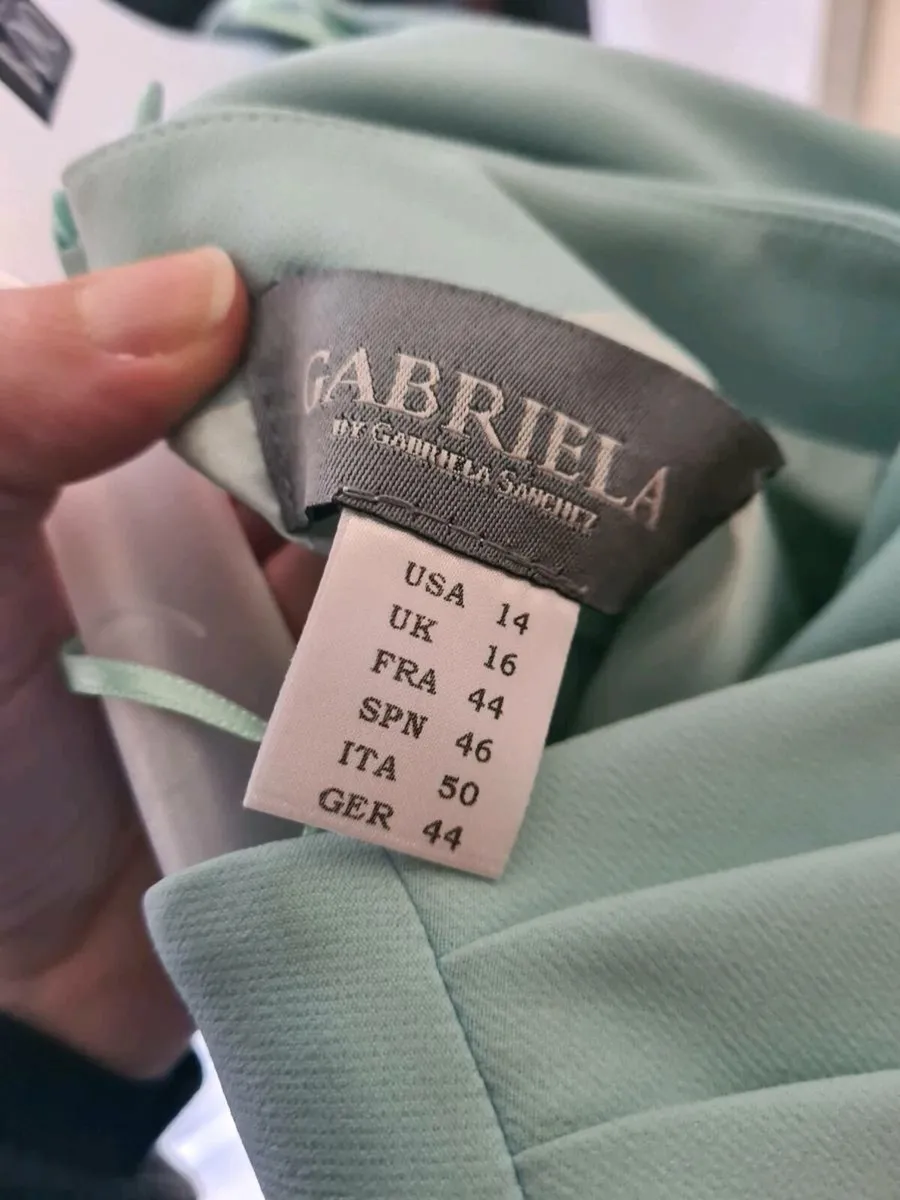 GABRIELA
BY GABRIELA SANCHEZ
USA 14
UK 16
FRA 44
SPN 46
ITA 50
GER 44